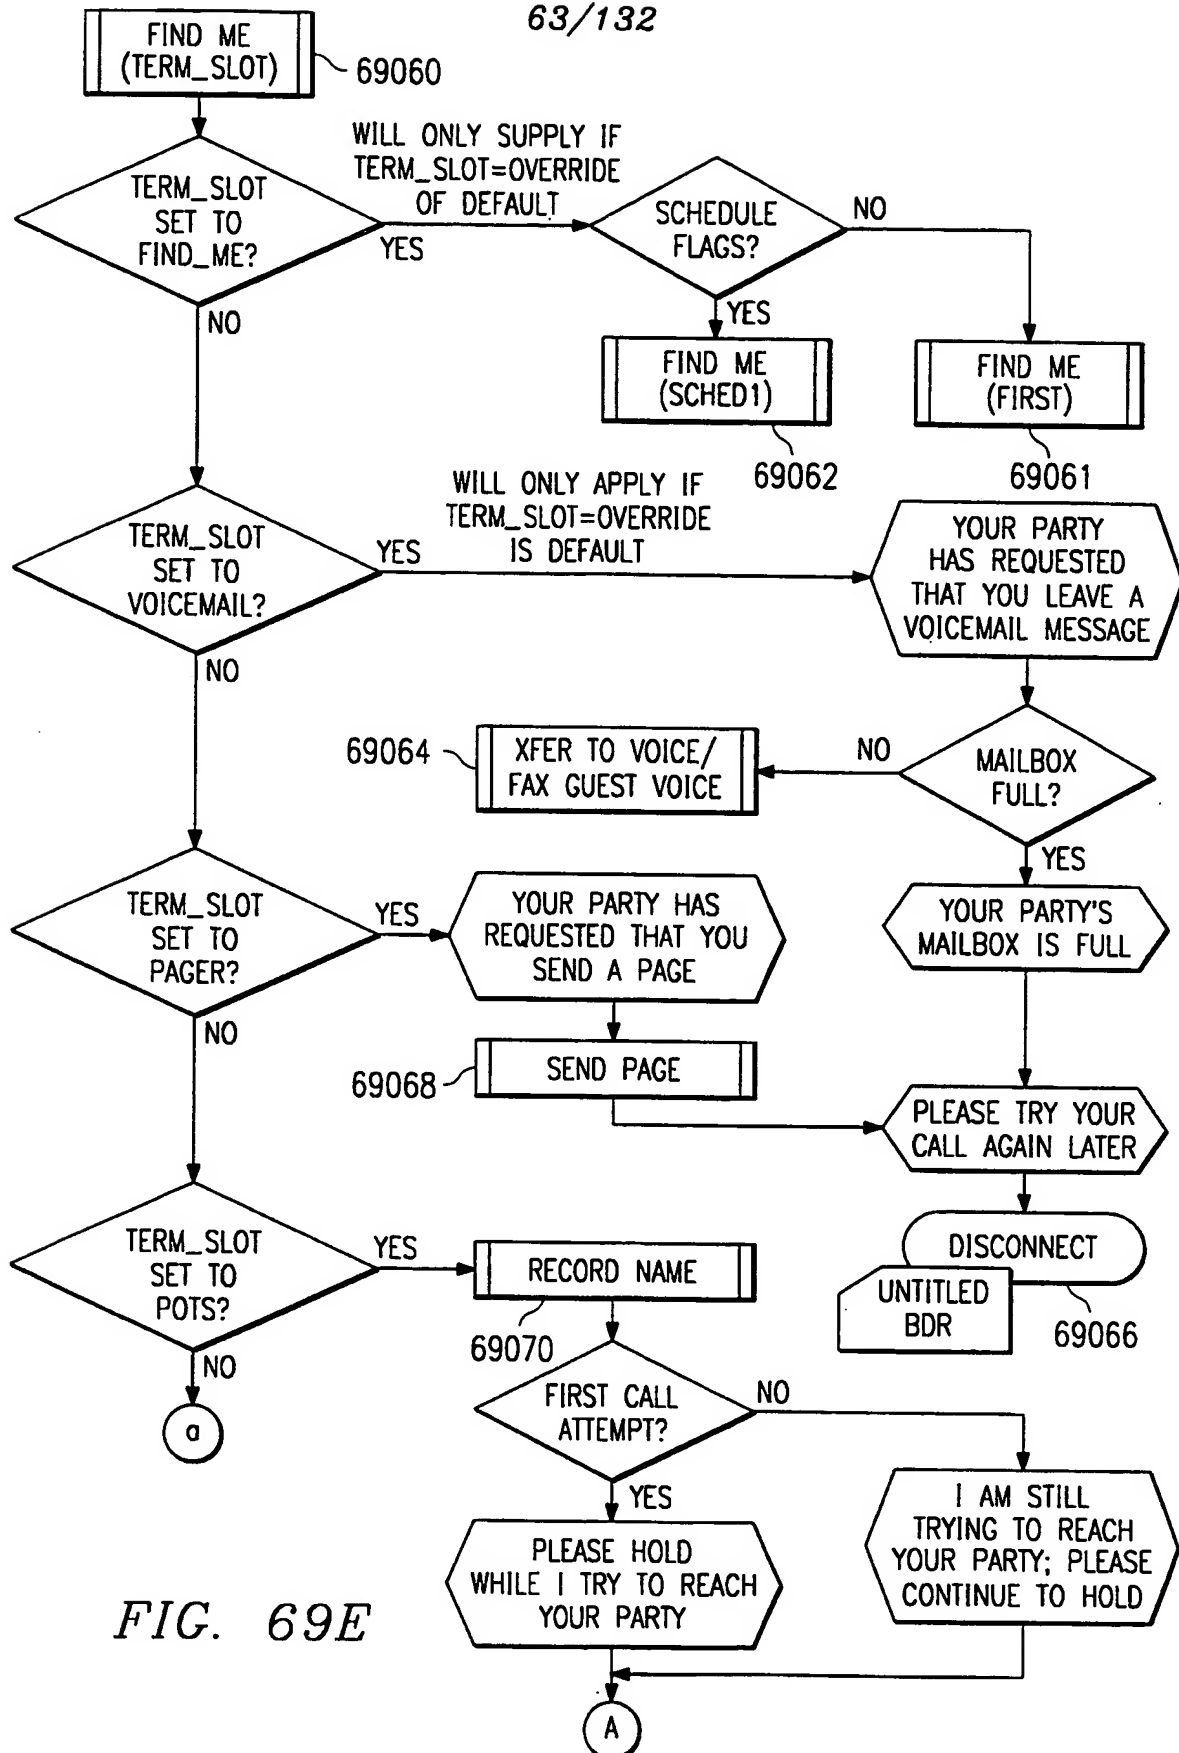 63/132
FIND ME
(TERM_SLOT)
69060
WILL ONLY SUPPLY IF
TERM_SLOT=OVERRIDE
OF DEFAULT
TERM_SLOT
SET TO
FIND_ME?
YES
NO
SCHEDULE
FLAGS?
NO
YES
FIND ME
(SCHED1)
69062
FIND ME
(FIRST)
69061
WILL ONLY APPLY IF
TERM_SLOT=OVERRIDE
IS DEFAULT
TERM_SLOT
SET TO
VOICEMAIL?
YES
NO
YOUR PARTY
HAS REQUESTED
THAT YOU LEAVE A
VOICEMAIL MESSAGE
69064
XFER TO VOICE/
FAX GUEST VOICE
NO
MAILBOX
FULL?
YES
YOUR PARTY'S
MAILBOX IS FULL
TERM_SLOT
SET TO
PAGER?
YES
NO
YOUR PARTY HAS
REQUESTED THAT YOU
SEND A PAGE
69068
SEND PAGE
PLEASE TRY YOUR
CALL AGAIN LATER
DISCONNECT
UNTITLED
BDR
69066
TERM_SLOT
SET TO
POTS?
YES
NO
a
RECORD NAME
69070
FIRST CALL
ATTEMPT?
NO
YES
PLEASE HOLD
WHILE I TRY TO REACH
YOUR PARTY
I AM STILL
TRYING TO REACH
YOUR PARTY; PLEASE
CONTINUE TO HOLD
A
FIG. 69E